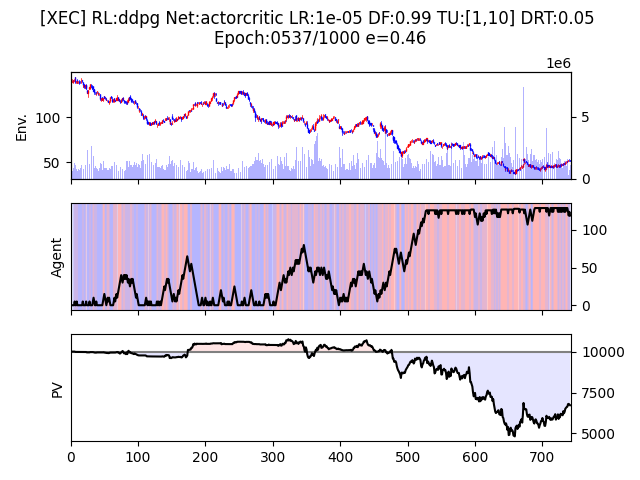 [XEC] RL:ddpg Net:actorcritic LR:1e-05 DF:0.99 TU:[1,10] DRT:0.05
Epoch:0537/1000 e=0.46
1e6
Env.
100
50
5
0
Agent
100
50
0
PV
10000
7500
5000
0 100 200 300 400 500 600 700